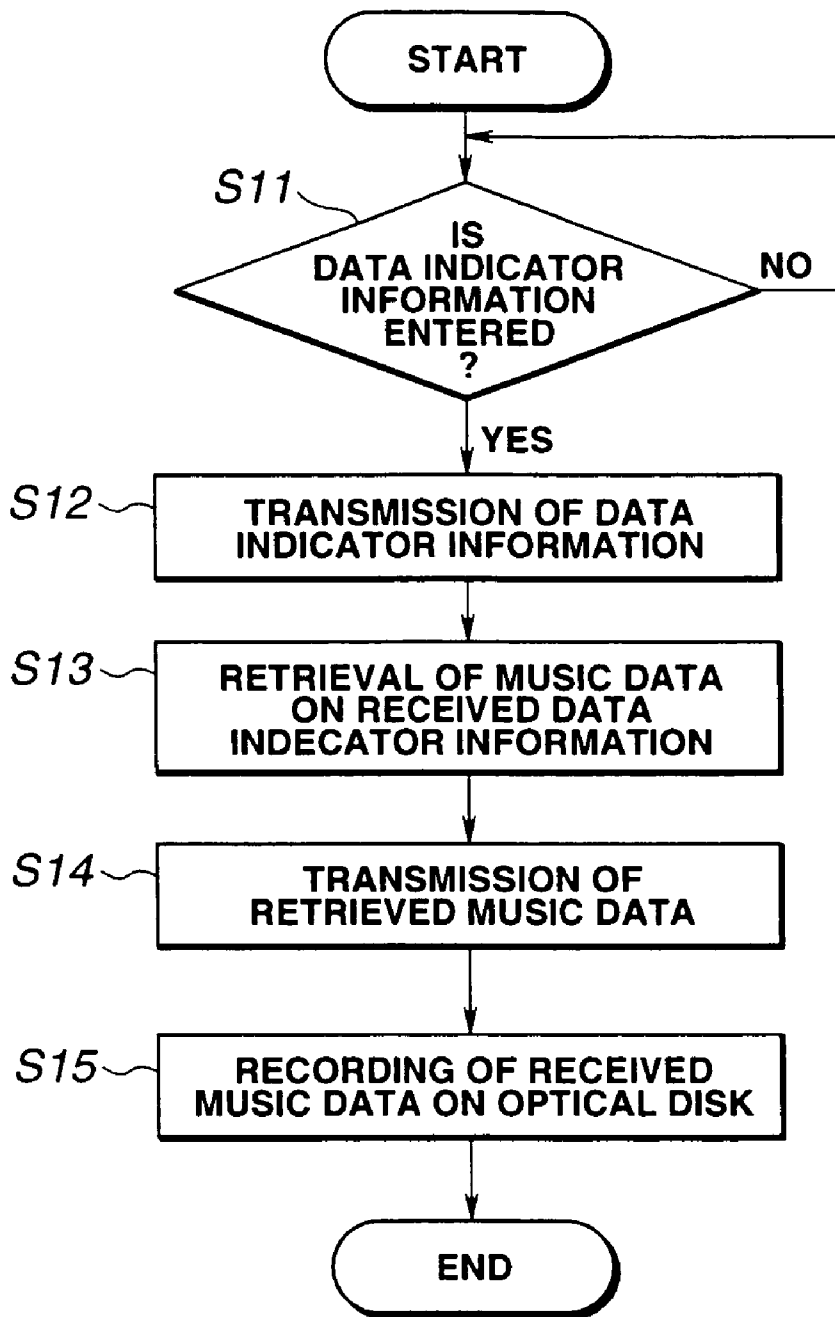 START
S11
IS
DATA INDICATOR
INFORMATION
ENTERED
?
NO
YES
S12
TRANSMISSION OF DATA
INDICATOR INFORMATION
S13
RETRIEVAL OF MUSIC DATA
ON RECEIVED DATA
INDECATOR INFORMATION
S14
TRANSMISSION OF
RETRIEVED MUSIC DATA
S15
RECORDING OF RECEIVED
MUSIC DATA ON OPTICAL DISK
END